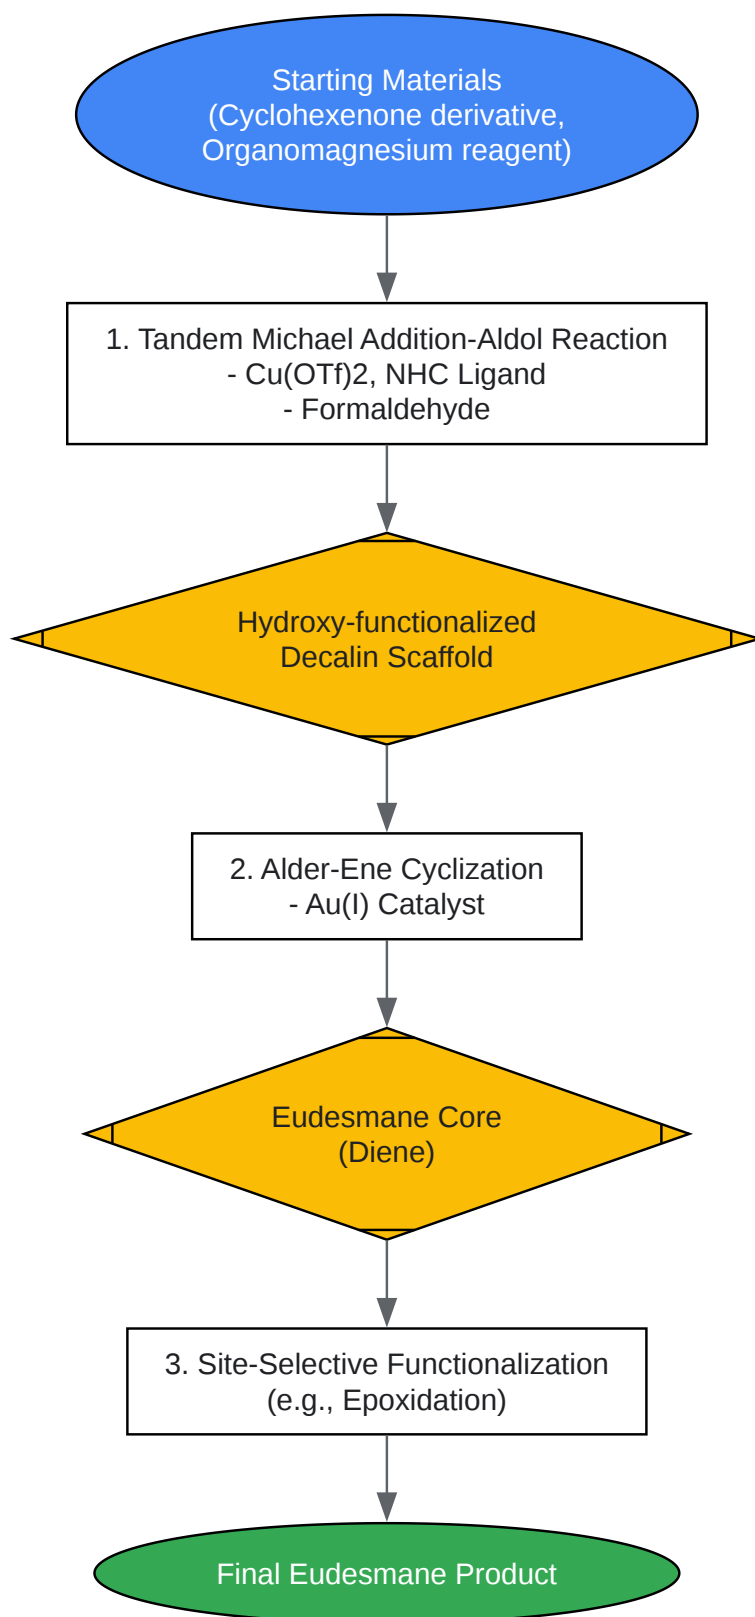 Starting Materials
(Cyclohexenone derivative,
Organomagnesium reagent)
1. Tandem Michael Addition-Aldol Reaction
- Cu(OTf)2, NHC Ligand
- Formaldehyde
Hydroxy-functionalized
Decalin Scaffold
2. Alder-Ene Cyclization
- Au(I) Catalyst
Eudesmane Core
(Diene)
3. Site-Selective Functionalization
(e.g., Epoxidation)
Final Eudesmane Product